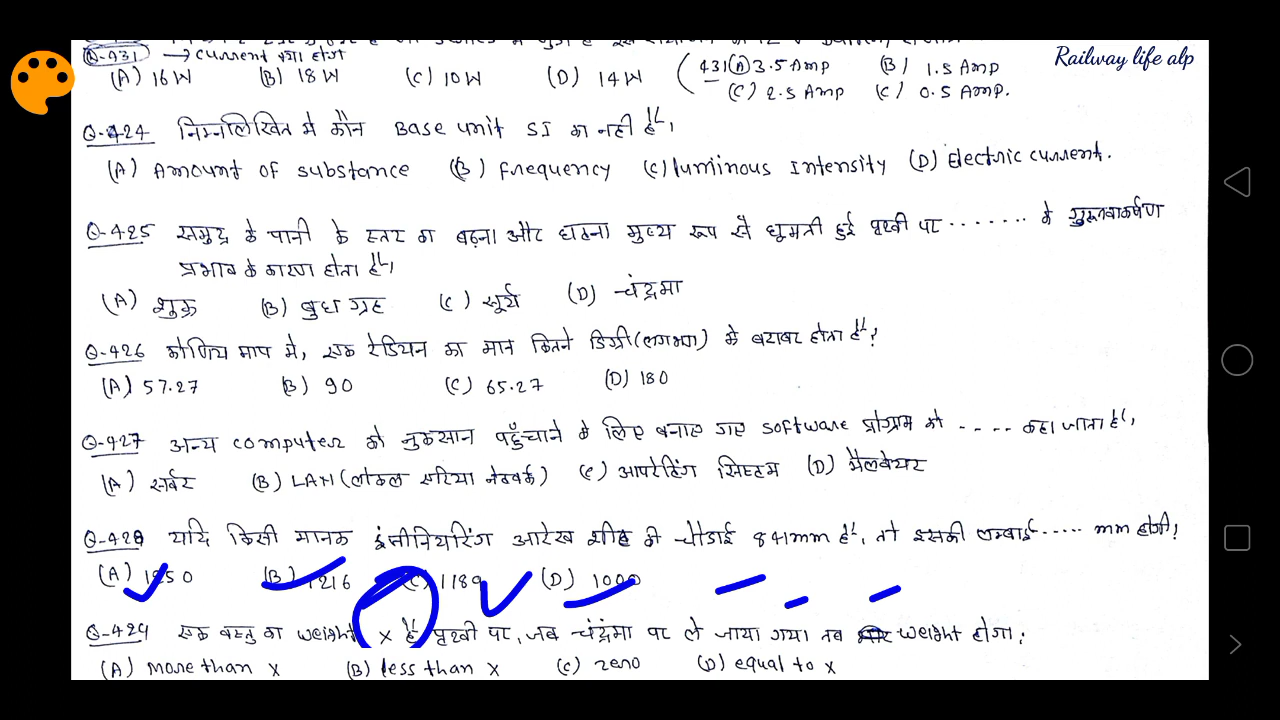 Railway life alp
Q-431 → current क्या होगा
(A) 16W (B) 18W (C) 10W (D) 14W (431 (A) 3.5 Amp (B) 1.5 Amp
(C) 2.5 Amp (C) 0.5 Amp.
Q-424 निम्नलिखित मे कौन Base unit SI का नही है।
(A) Amount of substance (B) frequency (C) luminous Intensity (D) Electric current.
Q-425 समुद्र के पानी के स्तर का बढ़ना और घटना मुख्य रूप से घूमती हुई पृथ्वी पर ........ के गुरुत्वाकर्षण
प्रभाव के कारण होता है।
(A) शुक्र (B) बुध ग्रह (C) सूर्य (D) चंद्रमा
Q-426 कोणिय माप मे, एक रेडियन का मान कितने डिग्री (लगभग) के बराबर होता है?
(A) 57.27 (B) 90 (C) 65.27 (D) 180
Q-427 अन्य computer को नुकसान पहुँचाने के लिए बनाए गए software प्रोग्राम को ---- कहा जाता है।
(A) सर्वर (B) LAN (लोकल एरिया नेटवर्क) (C) आपरेटिंग सिस्टम (D) मैलवेयर
Q-428 यदि किसी मानक इंजीनियरिंग आरेख शीट की चौडाई 841mm है, तो इसकी लम्बाई ..... mm होगी।
(A) 1250 (B) 1216 (C) 1189 (D) 1000
Q-429 एक वस्तु का weight x है पृथ्वी पर, जब चंद्रंमा पर ले जाया गया तब weight होगा।
(A) more than x (B) less than x (C) zero (D) equal to x